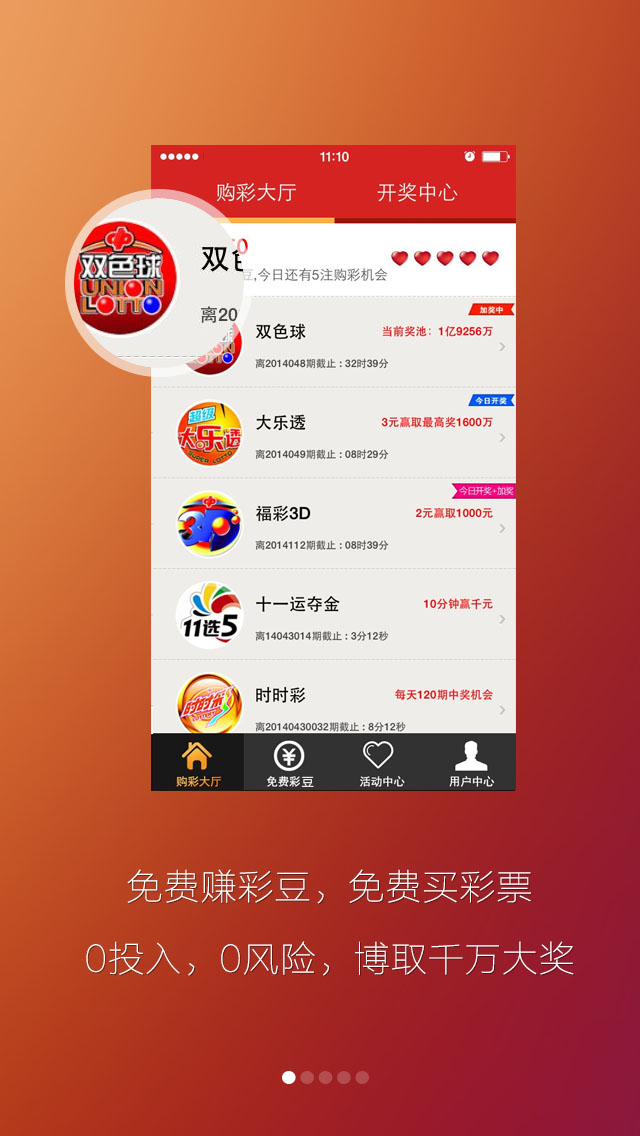 11:10
购彩大厅 开奖中心
双色球
UNION
LOTTO
双色
50
豆,今日还有5注购彩机会
离20
加奖中
双色球
当前奖池：1亿9256万
离2014048期截止：32时39分
今日开奖
超级
大乐透
SUPER LOTTO
大乐透
3元赢取最高奖1600万
离2014049期截止：08时29分
今日开奖+加奖
3D
福彩3D
2元赢取1000元
离2014112期截止：08时39分
11选5
十一运夺金
10分钟赢千元
离14043014期截止：3分12秒
时时彩
每天120期中奖机会
离20140430032期截止：8分12秒
购彩大厅 免费彩豆 活动中心 用户中心
免费赚彩豆，免费买彩票
0投入，0风险，博取千万大奖